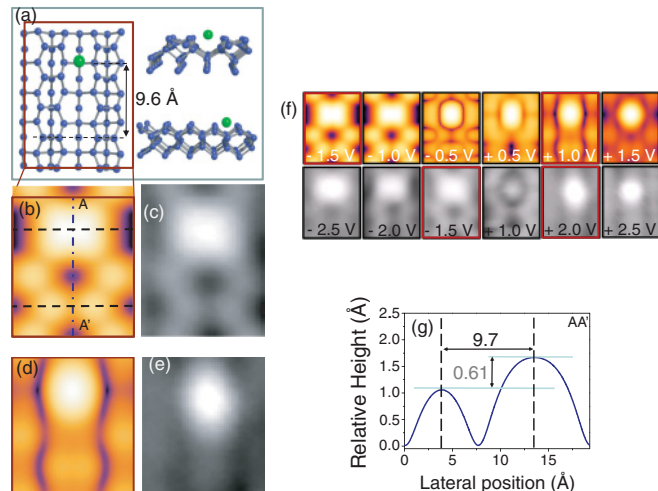 (a)
9.6 Å
(b)
A
A'
(c)
(d)
(e)
(f)
- 1.5 V
- 1.0 V
- 0.5 V
+ 0.5 V
+ 1.0 V
+ 1.5 V
- 2.5 V
- 2.0 V
- 1.5 V
+ 1.0 V
+ 2.0 V
+ 2.5 V
(g)
AA'
9.7
0.61
2.5
2.0
1.5
1.0
0.5
0.0
0
5
10
15
Relative Height (Å)
Lateral position (Å)